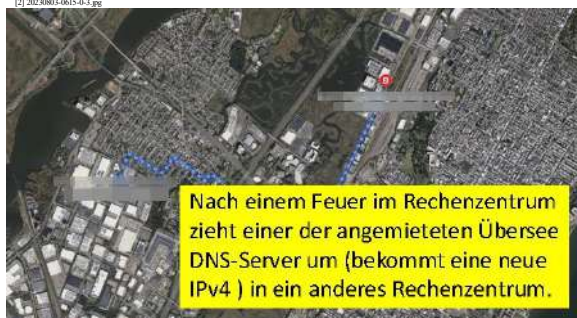 [2] 20230803-0615-0-3.jpg
B
Nach einem Feuer im Rechenzentrum
zieht einer der angemieteten Übersee
DNS-Server um (bekommt eine neue
IPv4 ) in ein anderes Rechenzentrum.